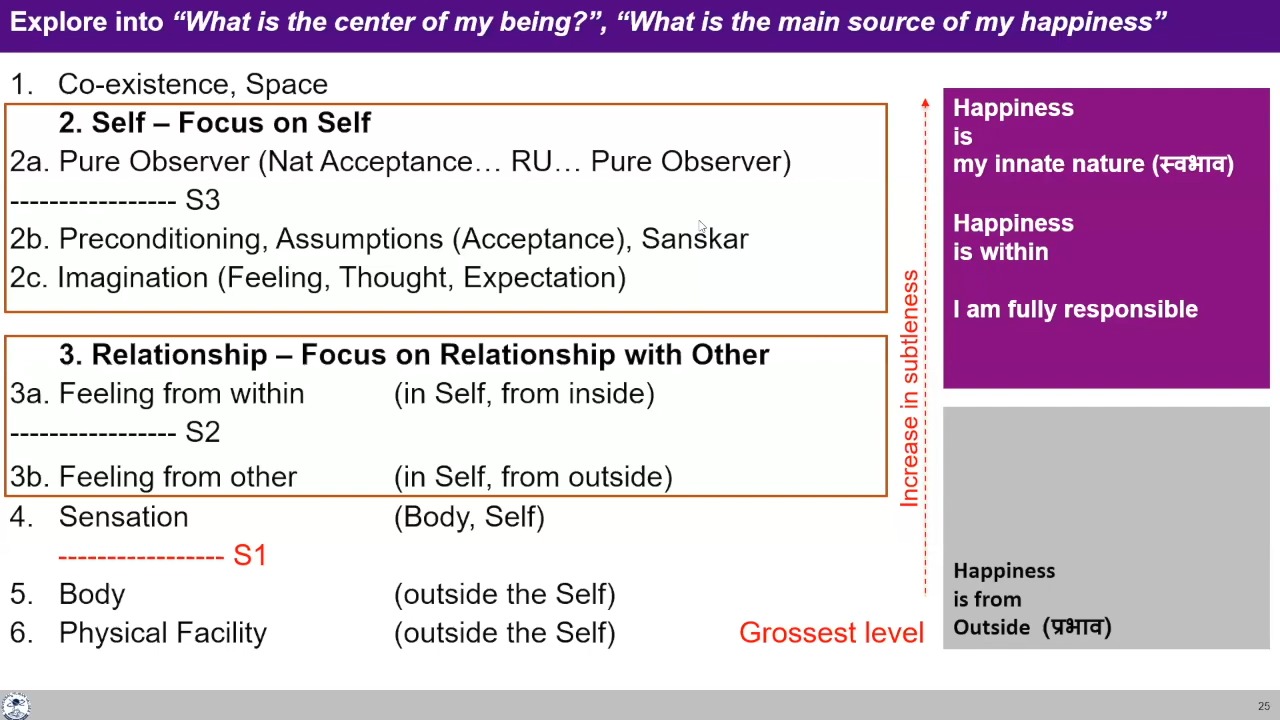 Explore into “What is the center of my being?”, “What is the main source of my happiness”
1. Co-existence, Space
2. Self – Focus on Self
2a. Pure Observer (Nat Acceptance… RU… Pure Observer)
----------------- S3
2b. Preconditioning, Assumptions (Acceptance), Sanskar
2c. Imagination (Feeling, Thought, Expectation)
3. Relationship – Focus on Relationship with Other
3a. Feeling from within (in Self, from inside)
----------------- S2
3b. Feeling from other (in Self, from outside)
4. Sensation (Body, Self)
----------------- S1
5. Body (outside the Self)
6. Physical Facility (outside the Self) Grossest level
Increase in subtleness
Happiness
is
my innate nature (स्वभाव)
Happiness
is within
I am fully responsible
Happiness
is from
Outside (प्रभाव)
25